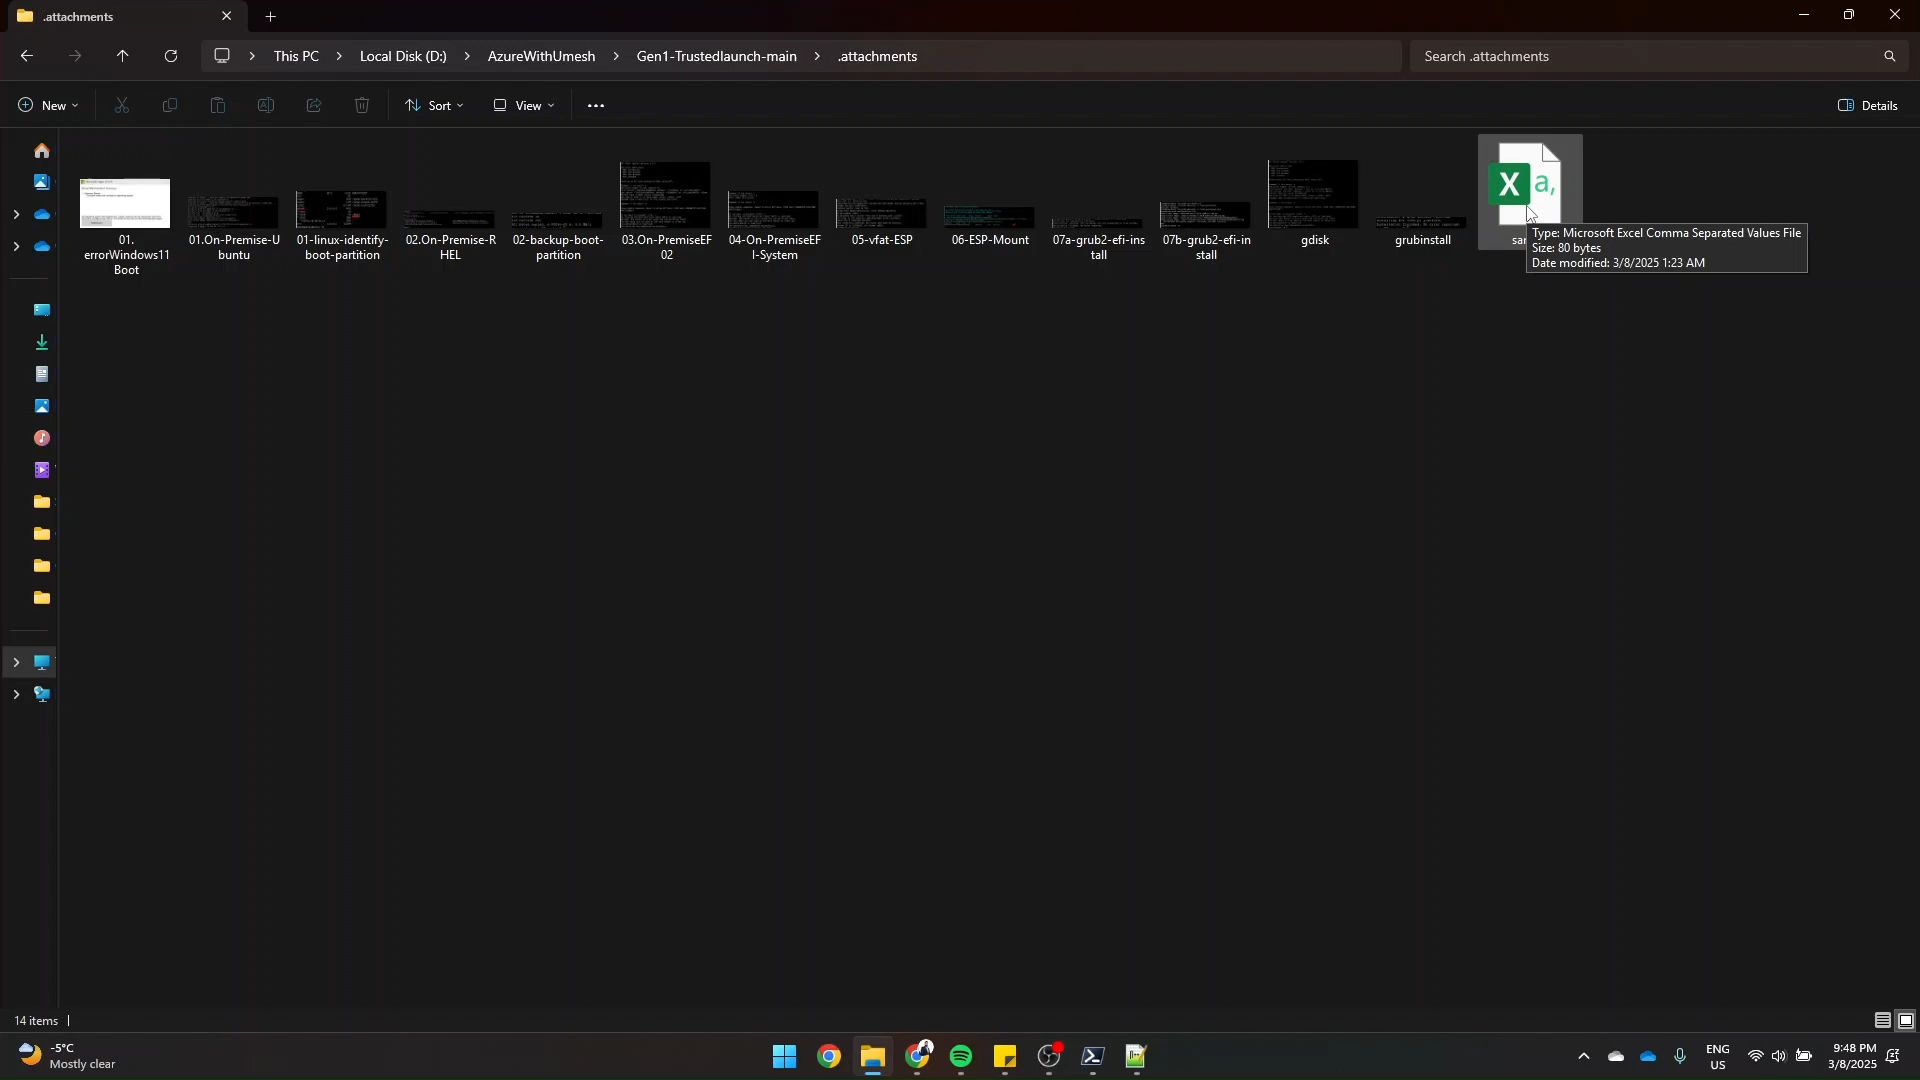 .attachments
This PC
Local Disk (D:)
AzureWithUmesh
Gen1-Trustedlaunch-main
.attachments
Search .attachments
New
Sort
View
Details
01.
errorWindows11
Boot
01.On-Premise-U
buntu
01-linux-identify-
boot-partition
02.On-Premise-R
HEL
02-backup-boot-
partition
03.On-PremiseEF
02
04-On-PremiseEF
I-System
05-vfat-ESP
06-ESP-Mount
07a-grub2-efi-ins
tall
07b-grub2-efi-in
stall
gdisk
grubinstall
Type: Microsoft Excel Comma Separated Values File
Size: 80 bytes
Date modified: 3/8/2025 1:23 AM
14 items
-5°C
Mostly clear
ENG
US
9:48 PM
3/8/2025